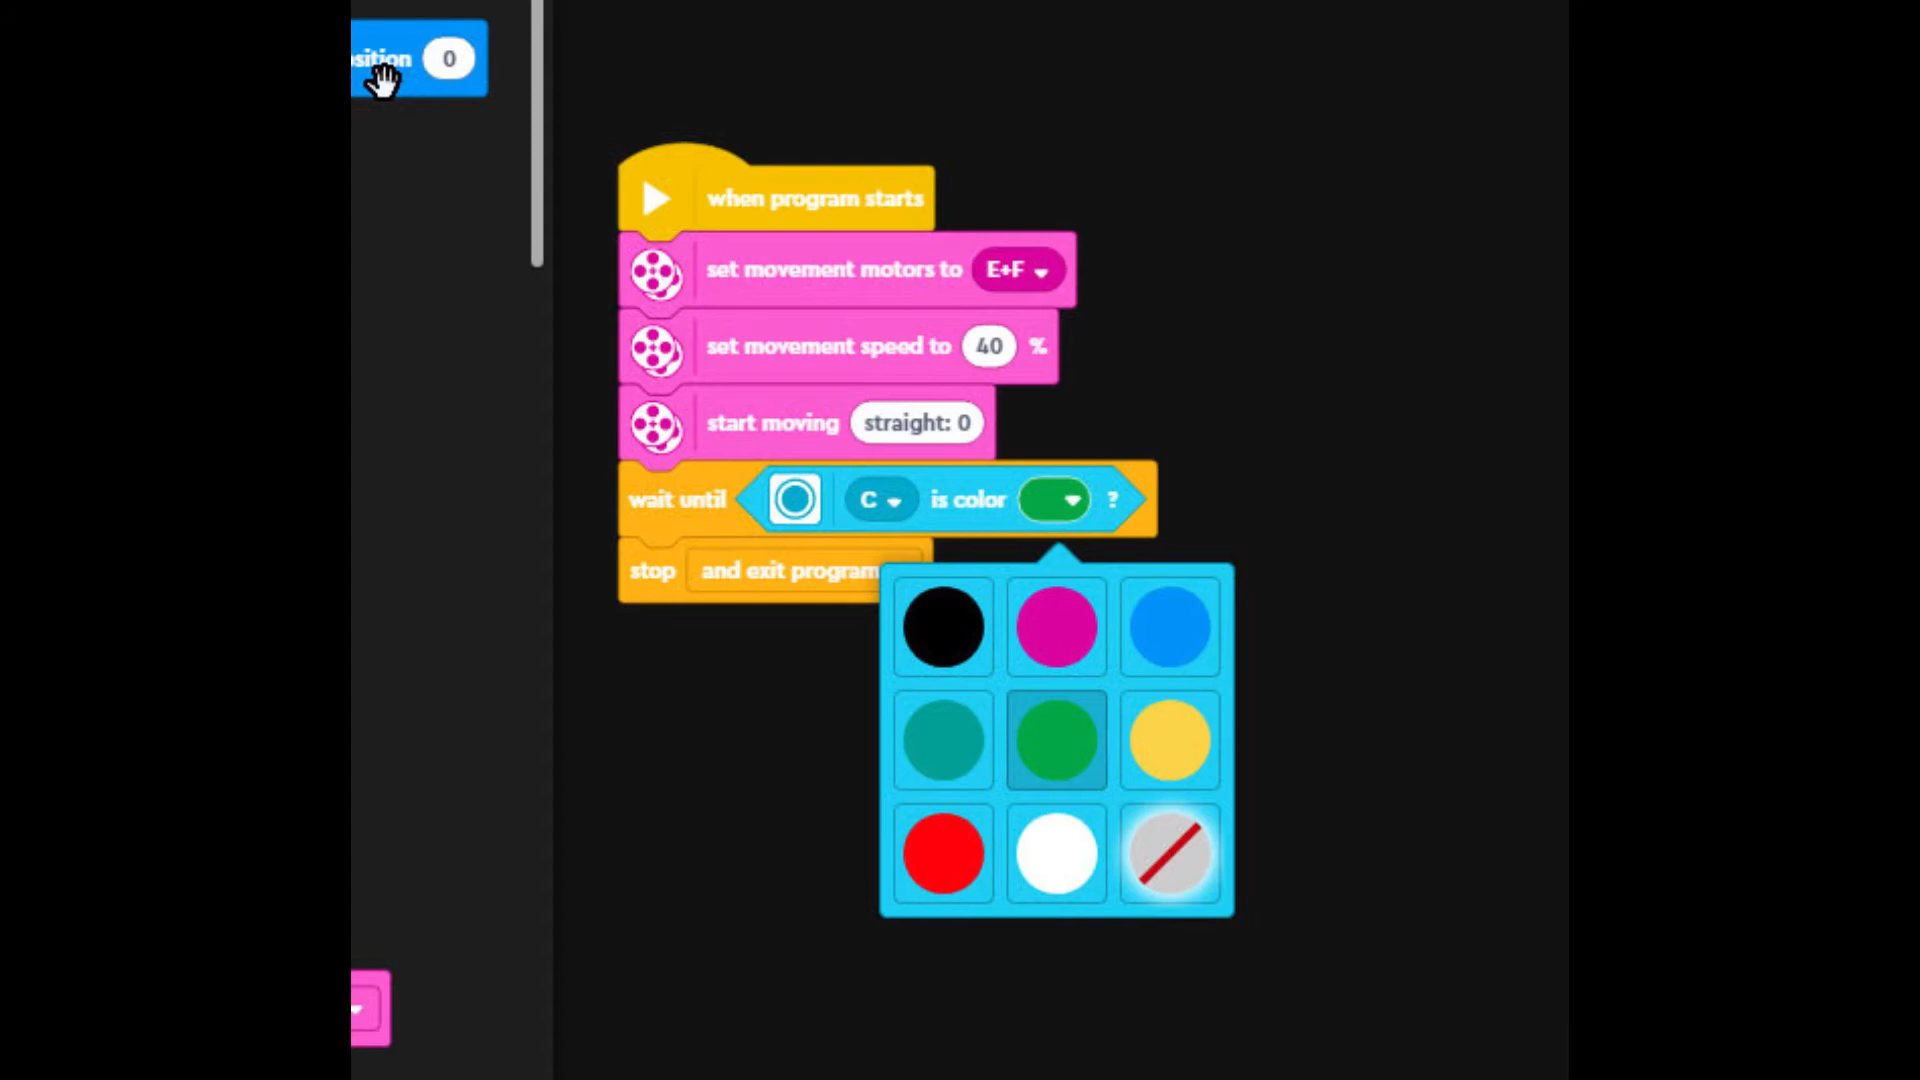 0
when program starts
set movement motors to E+F
set movement speed to 40 %
start moving straight: 0
wait until C is color ?
stop and exit program